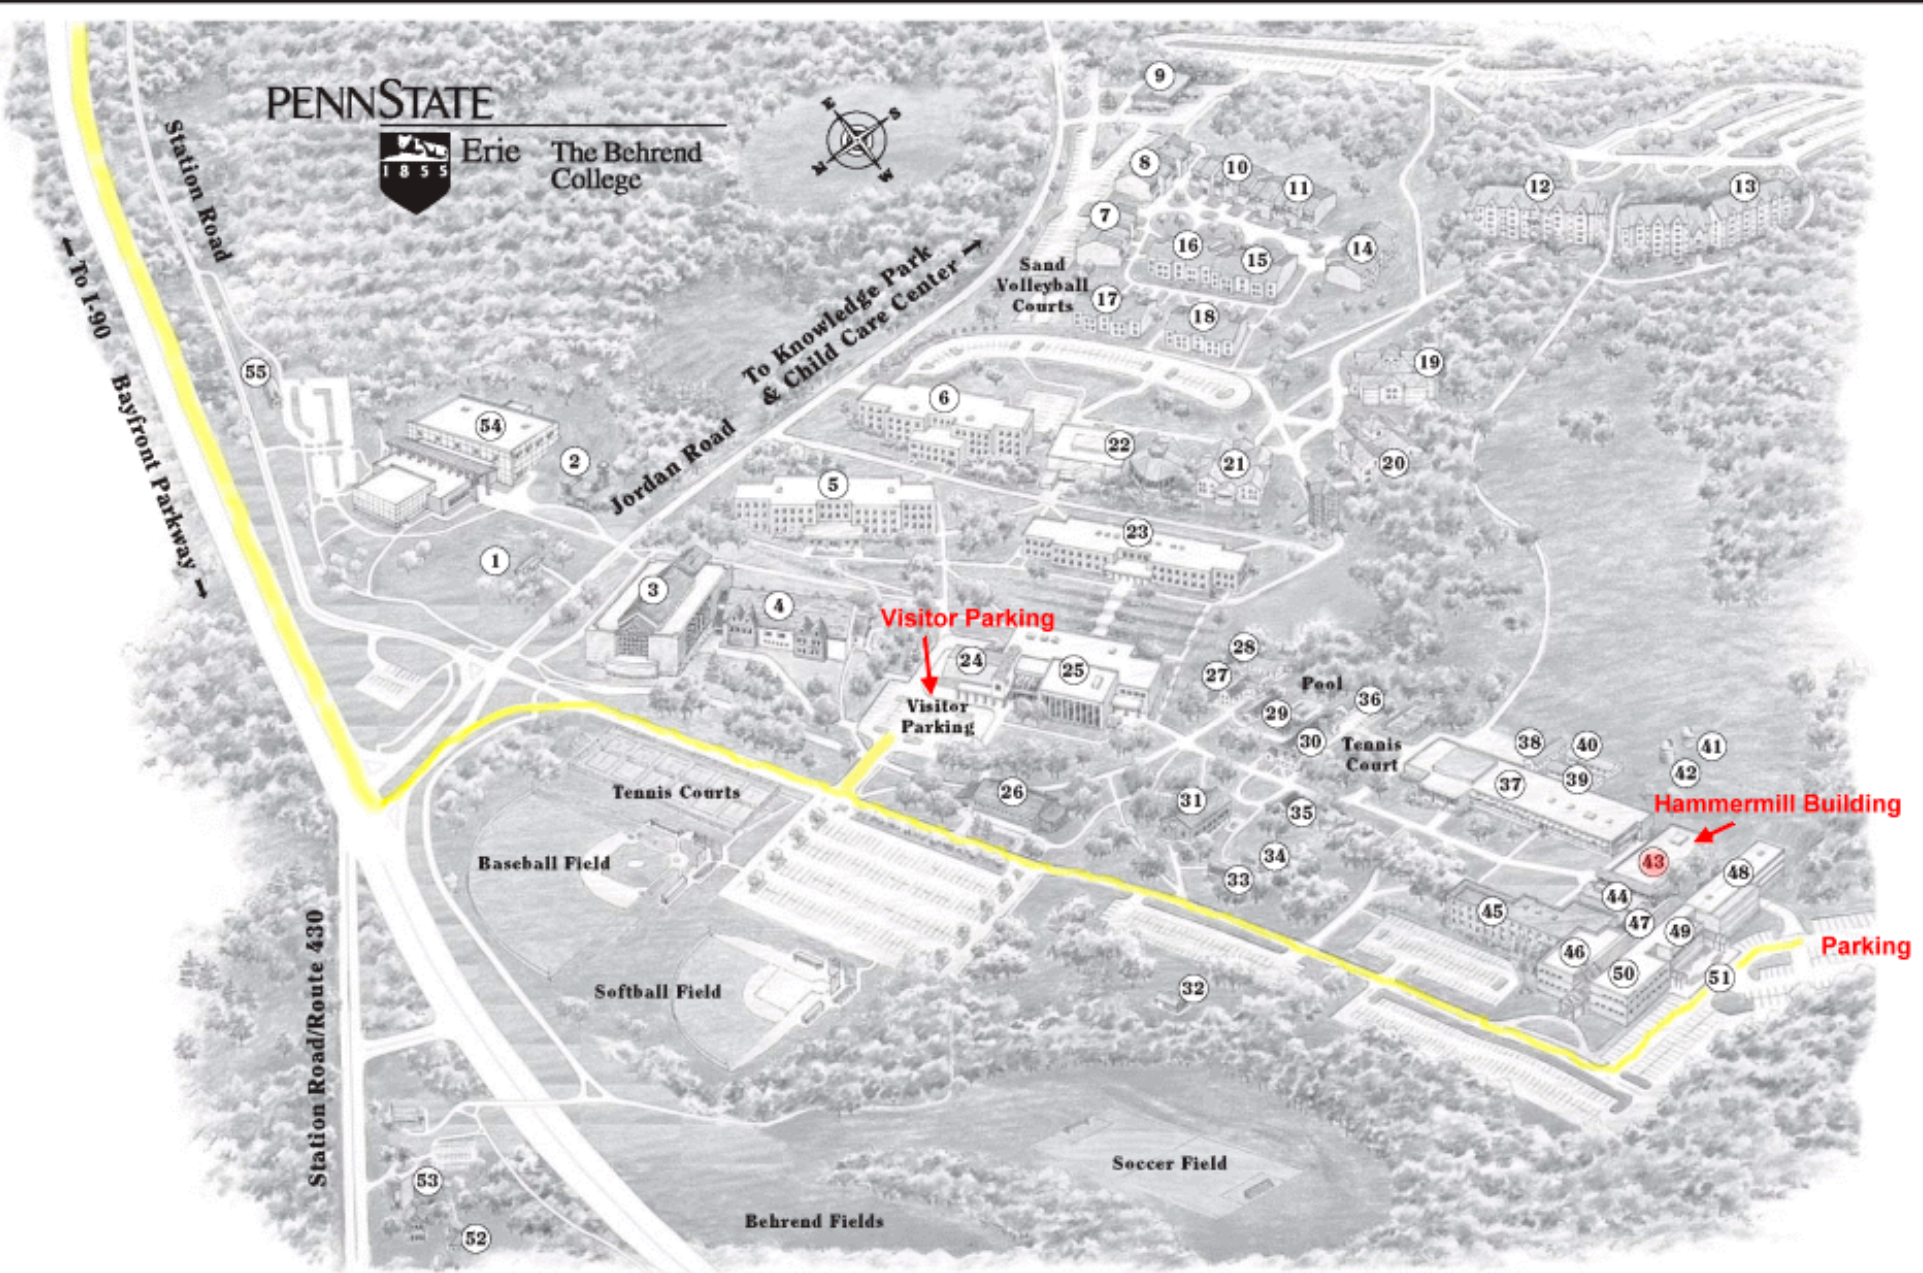 PENNSTATE
1 8 5 5
Erie
The Behrend
College
E
S
N
W
Station Road
← To I-90
Bayfront Parkway →
To Knowledge Park
& Child Care Center →
Jordan Road
Sand
Volleyball
Courts
9
8
10
11
12
13
7
16
15
14
17
18
19
55
54
2
6
22
21
20
5
23
1
3
4
Visitor Parking
24
25
28
27
Visitor
Parking
Pool
29
36
30
Tennis
Court
38
40
41
37
39
42
Tennis Courts
26
31
35
Hammermill Building
Baseball Field
34
33
43
48
44
45
47
49
46
50
51
Parking
Softball Field
32
Station Road/Route 430
Soccer Field
53
52
Behrend Fields